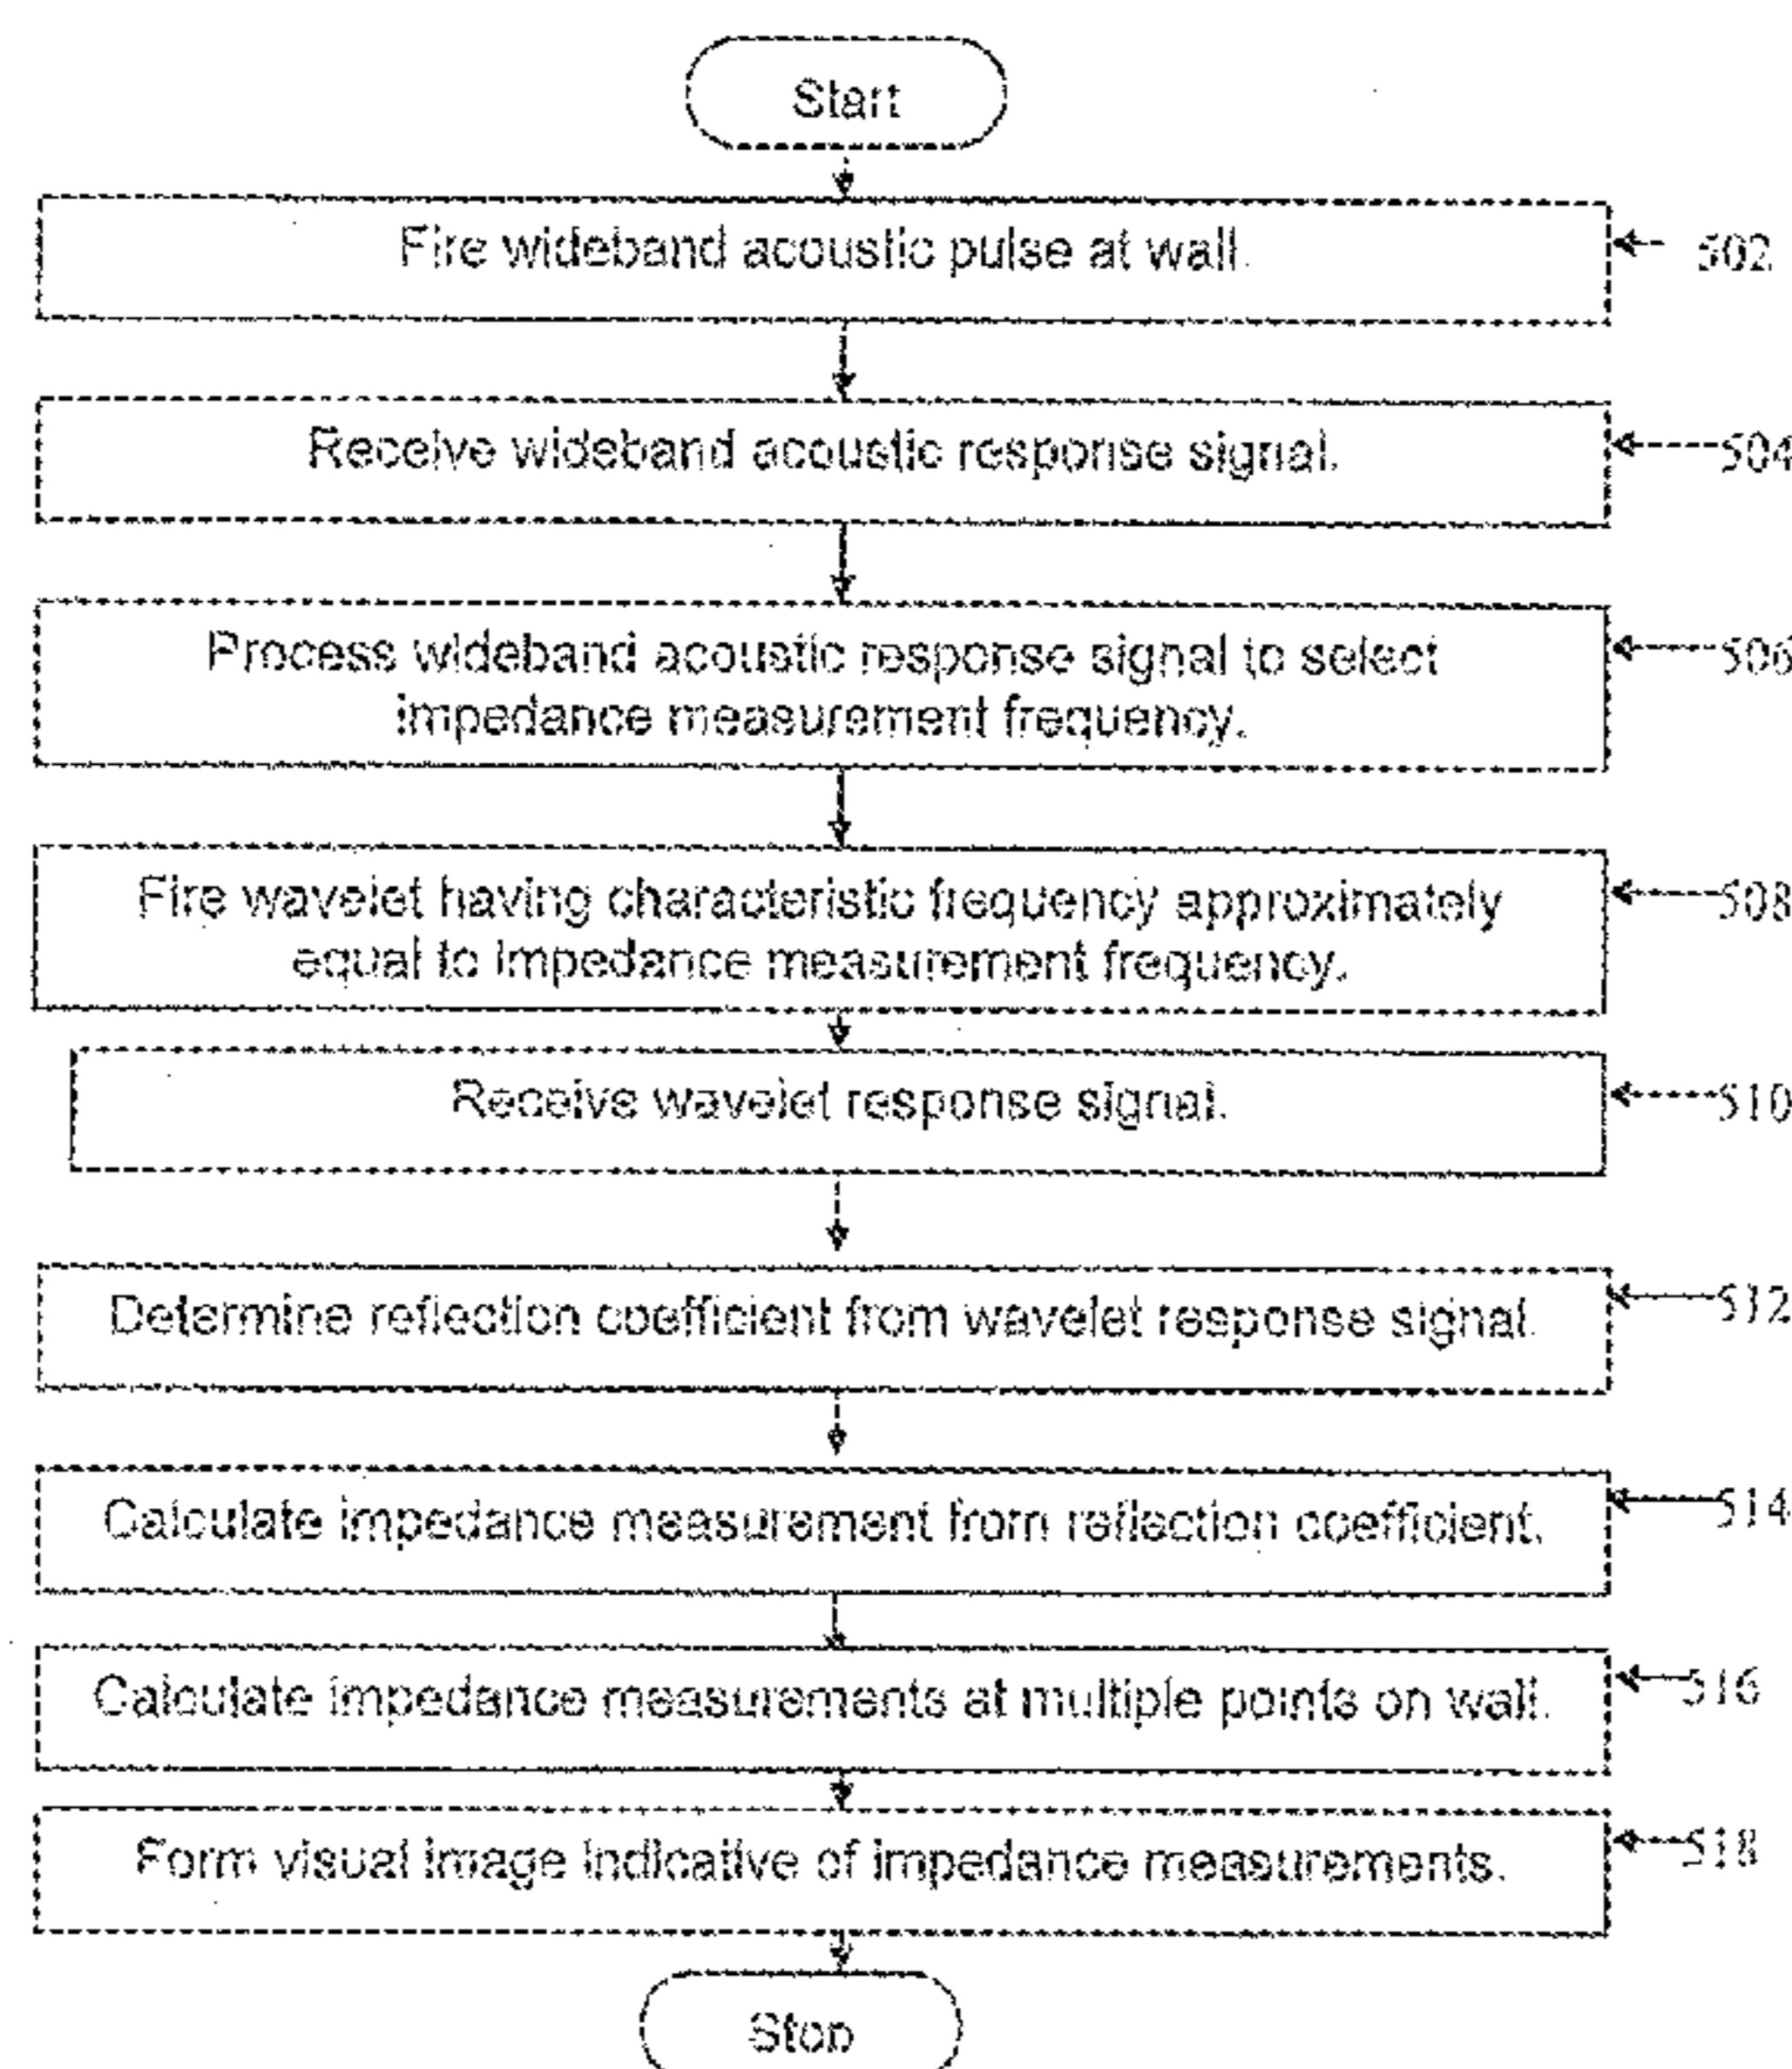 Start
Fire wideband acoustic pulse at wall.
502
Receive wideband acoustic response signal.
504
Process wideband acoustic response signal to select
impedance measurement frequency.
506
Fire wavelet having characteristic frequency approximately
equal to impedance measurement frequency.
508
Receive wavelet response signal.
510
Determine reflection coefficient from wavelet response signal.
512
Calculate impedance measurement from reflection coefficient.
514
Calculate impedance measurements at multiple points on wall.
516
Form visual image indicative of impedance measurements.
518
Stop